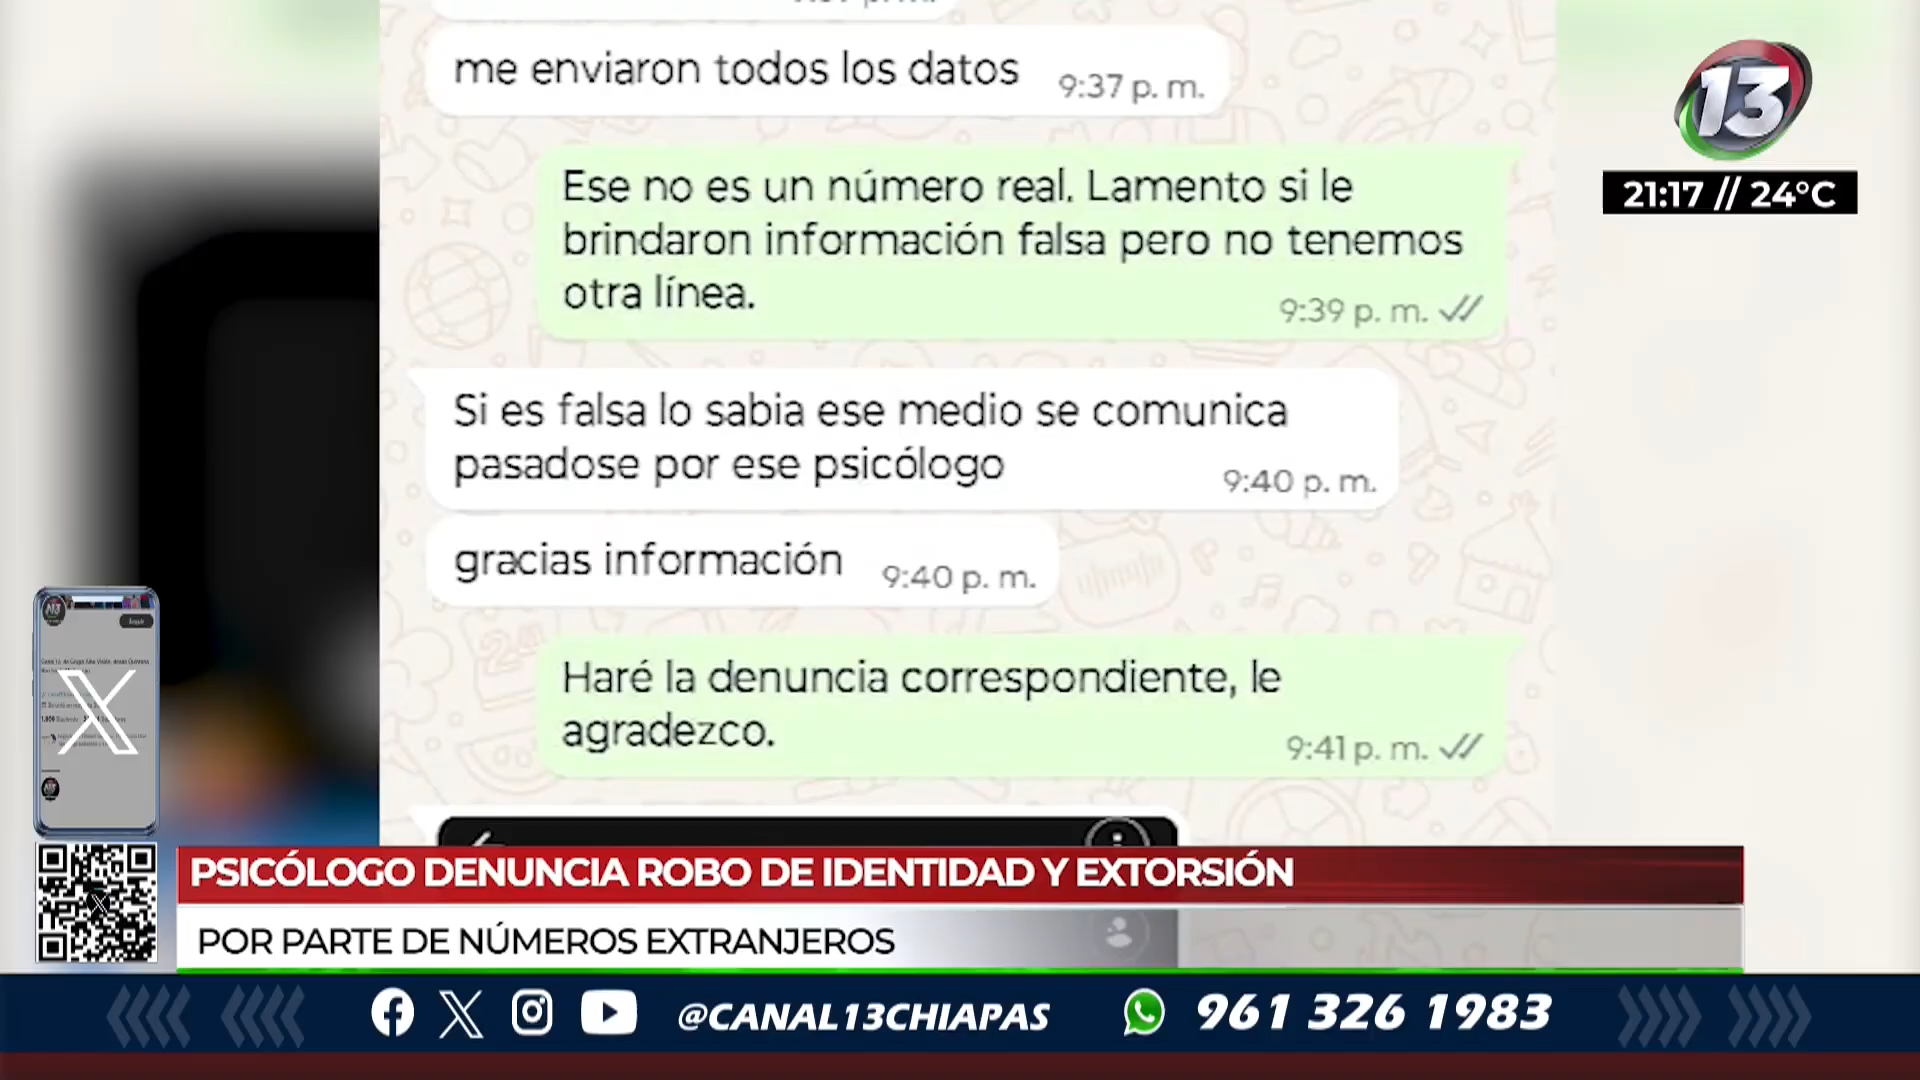 me enviaron todos los datos 9:37 p. m.
13
21:17 // 24°C
Ese no es un número real. Lamento si le
brindaron información falsa pero no tenemos
otra línea.
9:39 p. m.
Si es falsa lo sabia ese medio se comunica
pasadose por ese psicólogo
9:40 p. m.
gracias información 9:40 p. m.
Haré la denuncia correspondiente, le
agradezco.
9:41 p. m.
PSICÓLOGO DENUNCIA ROBO DE IDENTIDAD Y EXTORSIÓN
POR PARTE DE NÚMEROS EXTRANJEROS
@CANAL13CHIAPAS 961 326 1983